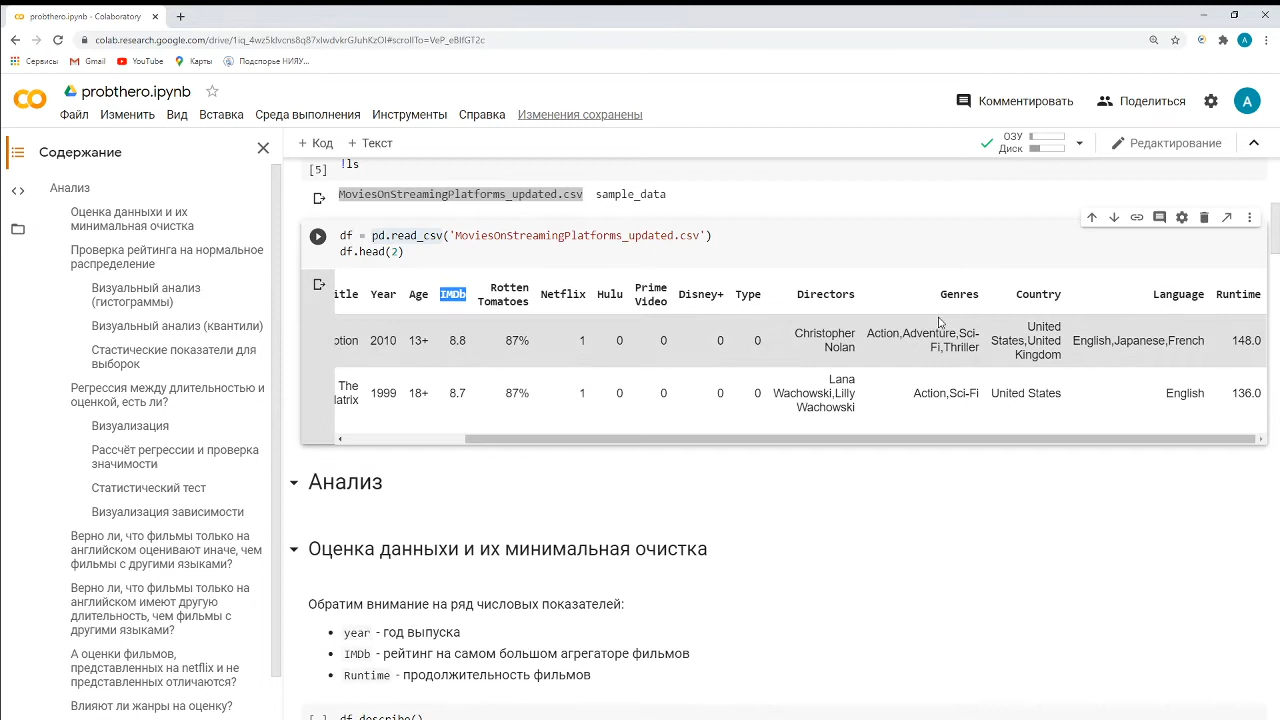 probthero.ipynb - Colaboratory
colab.research.google.com/drive/1iq_4wz5klvcns8q87xlwdvkrGJuhKzOl#scrollTo=VeP_eBIfGT2c
Сервисы Gmail YouTube Карты Подспорье НИЯУ...
probthero.ipynb
Файл Изменить Вид Вставка Среда выполнения Инструменты Справка Изменения сохранены
Комментировать Поделиться A
+ Код + Текст
ОЗУ
Диск
Редактирование
Содержание
Анализ
Оценка данныхи и их
минимальная очистка
Проверка рейтинга на нормальное
распределение
Визуальный анализ
(гистограммы)
Визуальный анализ (квантили)
Стастические показатели для
выборок
Регрессия между длительностью и
оценкой, есть ли?
Визуализация
Рассчёт регрессии и проверка
значимости
Статистический тест
Визуализация зависимости
Верно ли, что фильмы только на
английском оценивают иначе, чем
фильмы с другими языками?
Верно ли, что фильмы только на
английском имеют другую
длительность, чем фильмы с
другими языками?
А оценки фильмов,
представленных на netflix и не
представленных отличаются?
Влияют ли жанры на оценку?
[5] !ls
MoviesOnStreamingPlatforms_updated.csv sample_data
df = pd.read_csv('MoviesOnStreamingPlatforms_updated.csv')
df.head(2)
itle Year Age IMDb Rotten Tomatoes Netflix Hulu Prime Video Disney+ Type Directors Genres Country Language Runtime
ption 2010 13+ 8.8 87% 1 0 0 0 0 Christopher Nolan Action,Adventure,Sci-Fi,Thriller United States,United Kingdom English,Japanese,French 148.0
The latrix 1999 18+ 8.7 87% 1 0 0 0 0 Lana Wachowski,Lilly Wachowski Action,Sci-Fi United States English 136.0
Анализ
Оценка данныхи и их минимальная очистка
Обратим внимание на ряд числовых показателей:
• year - год выпуска
• IMDb - рейтинг на самом большом агрегаторе фильмов
• Runtime - продолжительность фильмов
[ ] df.describe()